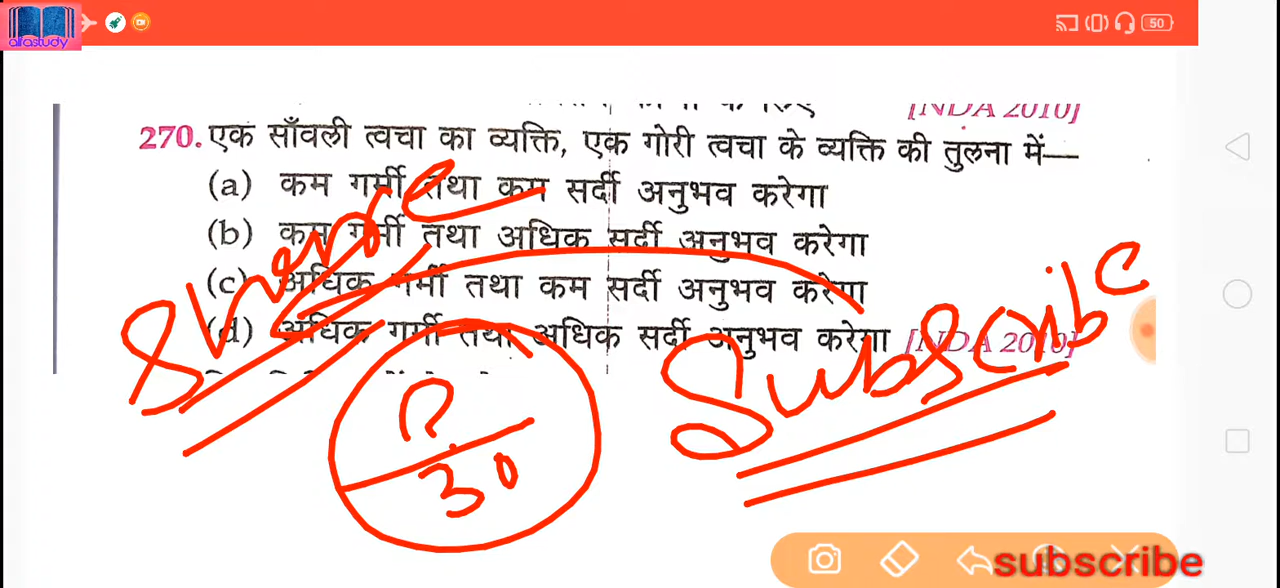 alfastudy
50
[NDA 2010]
270. एक साँवली त्वचा का व्यक्ति, एक गोरी त्वचा के व्यक्ति की तुलना में—
(a) कम गर्मी तथा कम सर्दी अनुभव करेगा
(b) कम गर्मी तथा अधिक सर्दी अनुभव करेगा
(c) अधिक गर्मी तथा कम सर्दी अनुभव करेगा
(d) अधिक गर्मी तथा अधिक सर्दी अनुभव करेगा [NDA 2010]
Share
Subscribe
30
subscribe